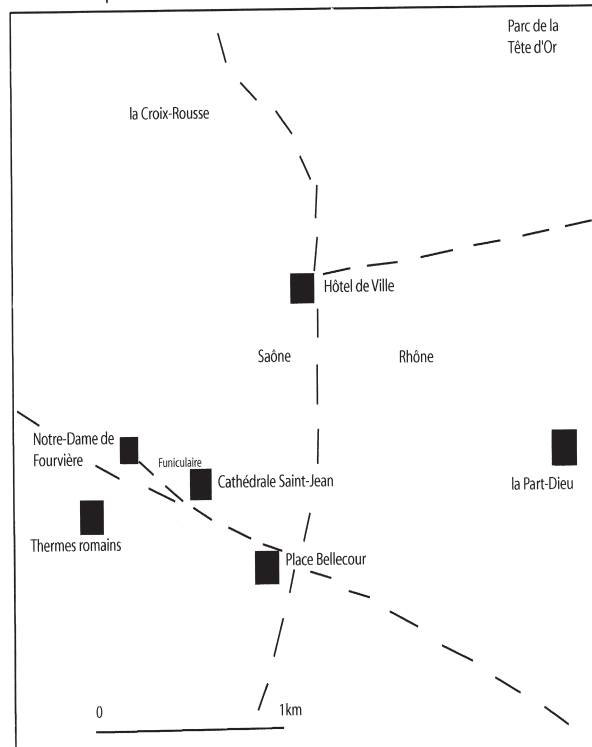 Parc de la
Tête d'Or
la Croix-Rousse
Hôtel de Ville
Saône
Rhône
Notre-Dame de
Fourvière
Funiculaire
Cathédrale Saint-Jean
la Part-Dieu
Thermes romains
Place Bellecour
0
1km